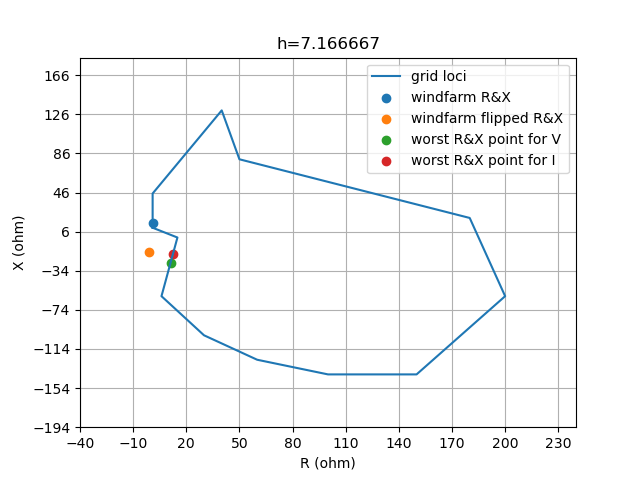 h=7.166667
grid loci
windfarm R&X
windfarm flipped R&X
worst R&X point for V
worst R&X point for I
166
126
86
46
6
−34
−74
−114
−154
−194
X (ohm)
−40 −10 20 50 80 110 140 170 200 230
R (ohm)